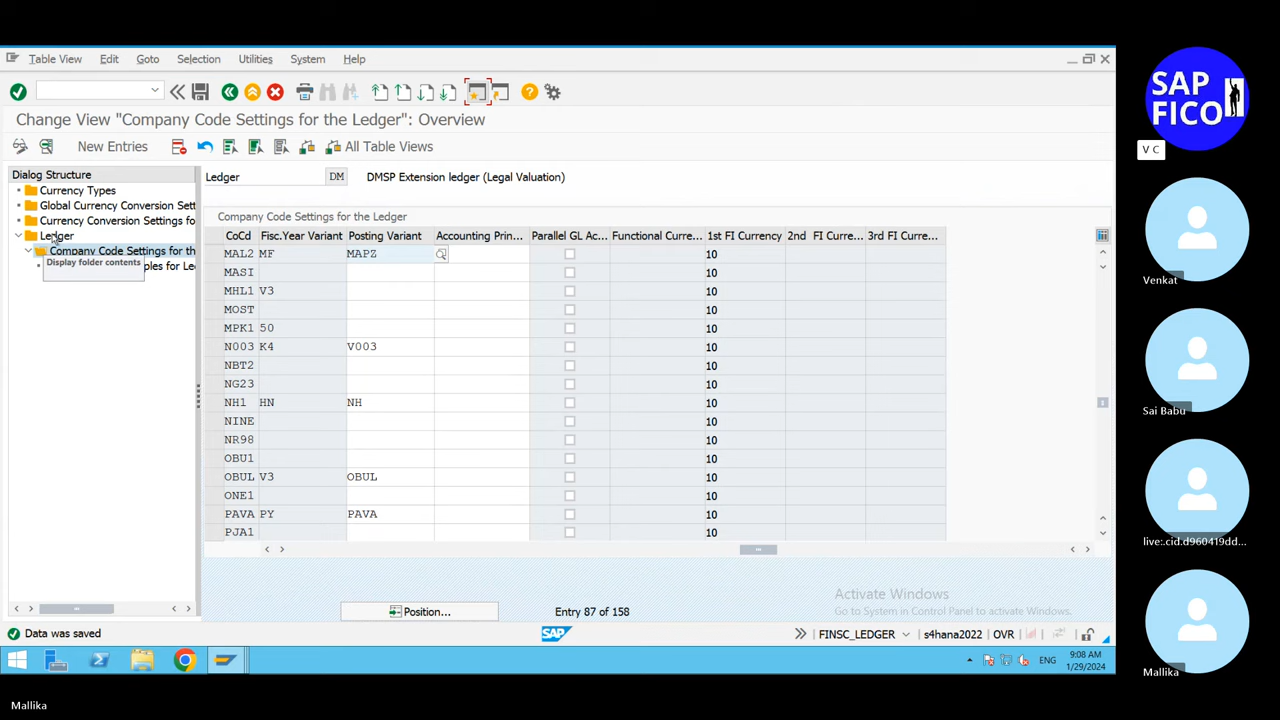 Table View Edit Goto Selection Utilities System Help
Change View "Company Code Settings for the Ledger": Overview
New Entries All Table Views
Dialog Structure
Currency Types
Global Currency Conversion Sett
Currency Conversion Settings fo
Ledger
Company Code Settings for th
Display folder contents
ples for Le
Ledger DM DMSP Extension ledger (Legal Valuation)
Company Code Settings for the Ledger
CoCd Fisc.Year Variant Posting Variant Accounting Prin... Parallel GL Ac... Functional Curre... 1st FI Currency 2nd FI Curre... 3rd FI Curre...
MAL2 MF MAPZ 10
MASI 10
MHL1 V3 10
MOST 10
MPK1 50 10
N003 K4 V003 10
NBT2 10
NG23 10
NH1 HN NH 10
NINE 10
NR98 10
OBU1 10
OBUL V3 OBUL 10
ONE1 10
PAVA PY PAVA 10
PJA1 10
Position... Entry 87 of 158
Activate Windows
Go to System in Control Panel to activate Windows.
Data was saved
SAP
FINSC_LEDGER s4hana2022 OVR
ENG
9:08 AM
1/29/2024
SAP
FICO
V C
Venkat
Sai Babu
live:.cid.d960419dd...
Mallika
Mallika